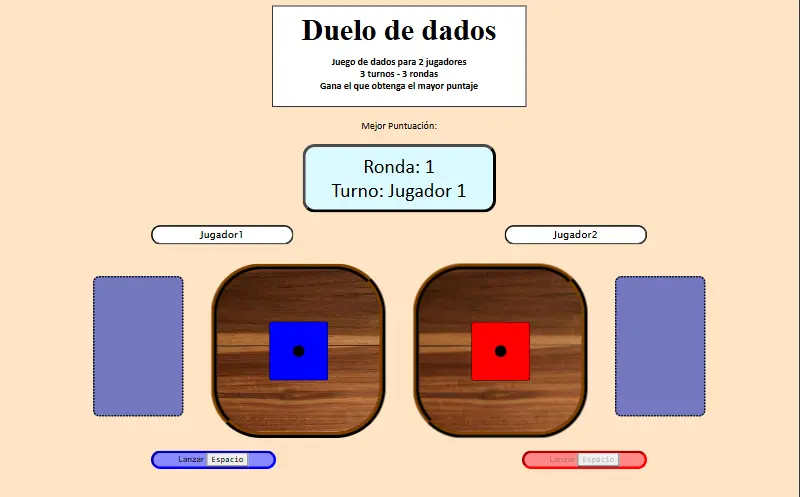 Duelo de dados
Juego de dados para 2 jugadores
3 turnos - 3 rondas
Gana el que obtenga el mayor puntaje
Mejor Puntuación:
Ronda: 1
Turno: Jugador 1
Jugador1
Jugador2
Lanzar Espacio
Lanzar Espacio